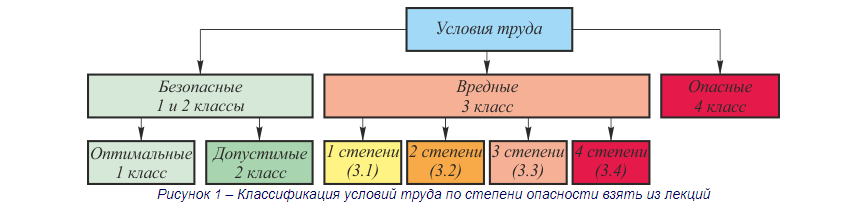 Условия труда
Безопасные
1 и 2 классы
Вредные
3 класс
Опасные
4 класс
Оптимальные
1 класс
Допустимые
2 класс
1 степени
(3.1)
2 степени
(3.2)
3 степени
(3.3)
4 степени
(3.4)
Рисунок 1 – Классификация условий труда по степени опасности взять из лекций